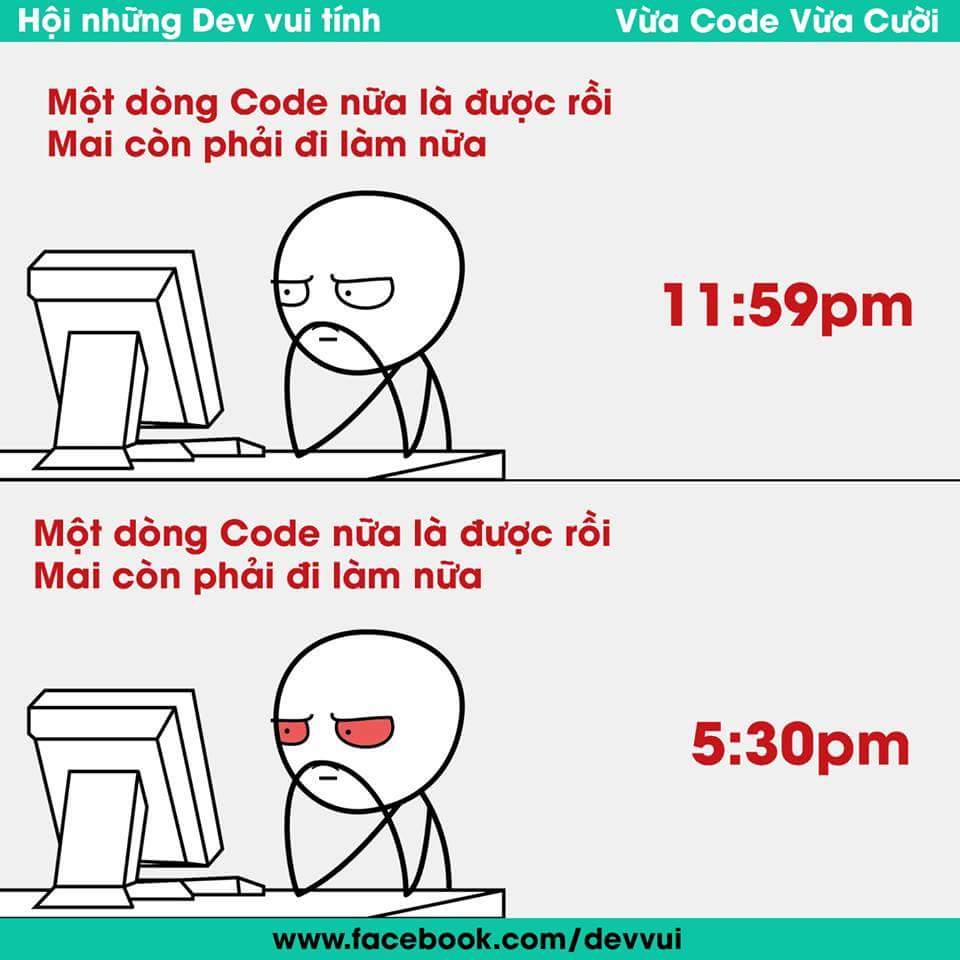 Hội những Dev vui tính
Vừa Code Vừa Cười
Một dòng Code nữa là được rồi
Mai còn phải đi làm nữa
11:59pm
Một dòng Code nữa là được rồi
Mai còn phải đi làm nữa
5:30pm
www.facebook.com/devvui